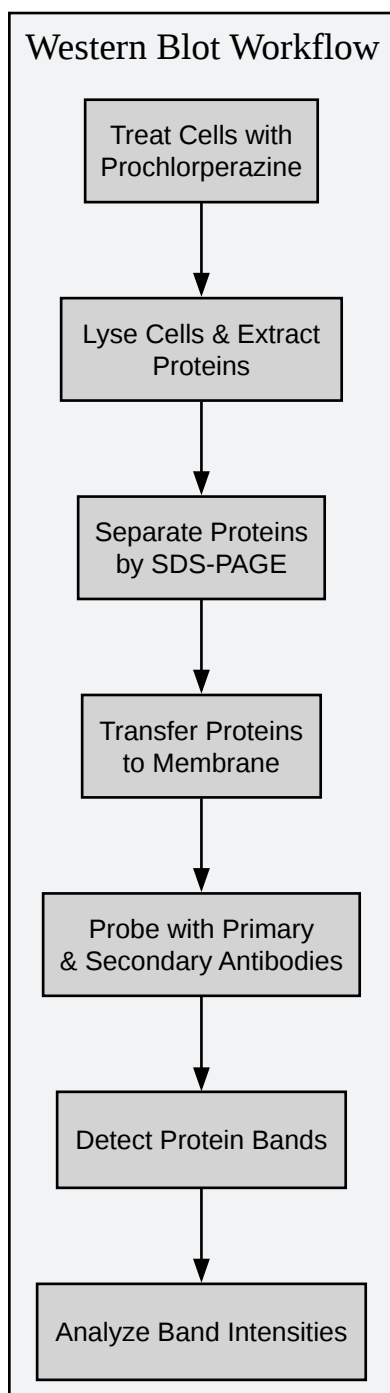 Western Blot Workflow
Treat Cells with
Prochlorperazine
Lyse Cells & Extract
Proteins
Separate Proteins
by SDS-PAGE
Transfer Proteins
to Membrane
Probe with Primary
& Secondary Antibodies
Detect Protein Bands
Analyze Band Intensities